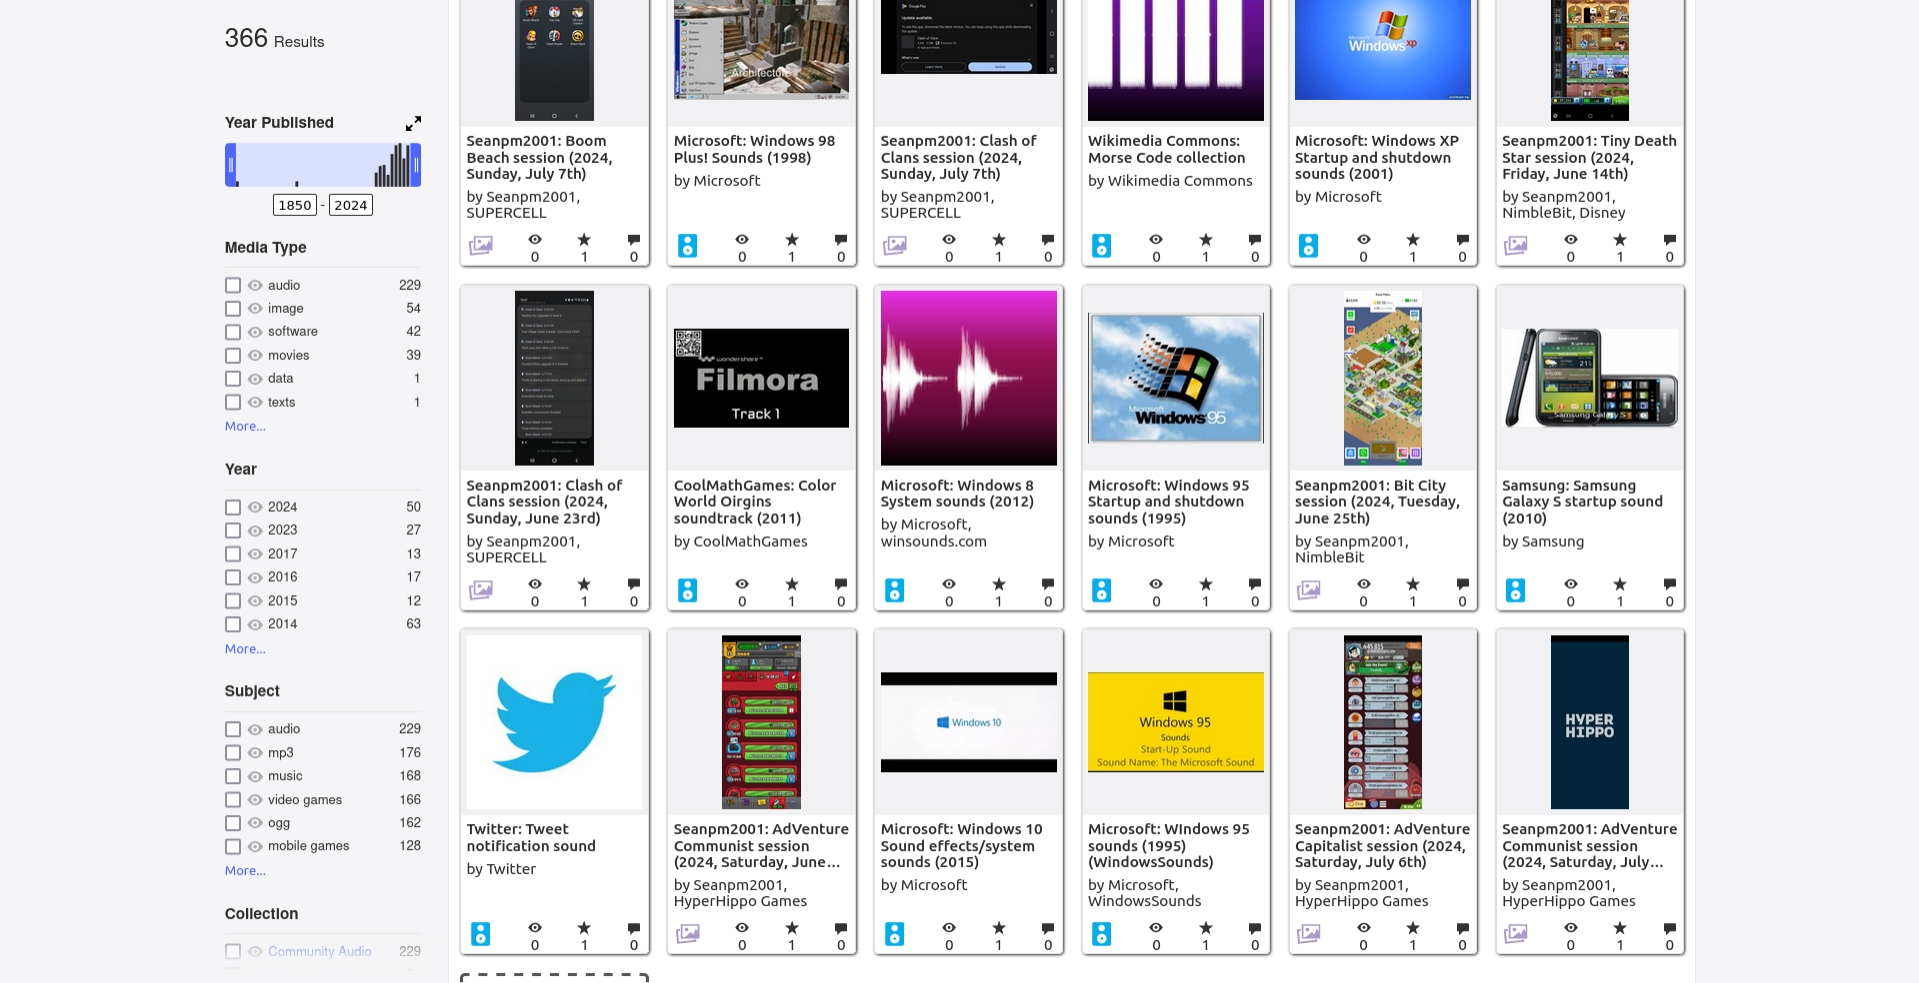 366 Results
Year Published
1850 - 2024
Media Type
audio 229
image 54
software 42
movies 39
data 1
texts 1
More...
Year
2024 50
2023 27
2017 13
2016 17
2015 12
2014 63
More...
Subject
audio 229
mp3 176
music 168
video games 166
ogg 162
mobile games 128
More...
Collection
Community Audio 229
Architecture
Google Play
Update available
Learn more
Update
Microsoft
Windows xp
Seanpm2001: Boom
Beach session (2024,
Sunday, July 7th)
by Seanpm2001,
SUPERCELL
0 1 0
Microsoft: Windows 98
Plus! Sounds (1998)
by Microsoft
0 1 0
Seanpm2001: Clash of
Clans session (2024,
Sunday, July 7th)
by Seanpm2001,
SUPERCELL
0 1 0
Wikimedia Commons:
Morse Code collection
by Wikimedia Commons
0 1 0
Microsoft: Windows XP
Startup and shutdown
sounds (2001)
by Microsoft
0 1 0
Seanpm2001: Tiny Death
Star session (2024,
Friday, June 14th)
by Seanpm2001,
NimbleBit, Disney
0 1 0
Seanpm2001: Clash of
Clans session (2024,
Sunday, June 23rd)
by Seanpm2001,
SUPERCELL
0 1 0
wondershare™
Filmora
Track 1
CoolMathGames: Color
World Oirgins
soundtrack (2011)
by CoolMathGames
0 1 0
Microsoft: Windows 8
System sounds (2012)
by Microsoft,
winsounds.com
0 1 0
Microsoft
Windows 95
Microsoft: Windows 95
Startup and shutdown
sounds (1995)
by Microsoft
0 1 0
Seanpm2001: Bit City
session (2024, Tuesday,
June 25th)
by Seanpm2001,
NimbleBit
0 1 0
Samsung Galaxy S
Samsung: Samsung
Galaxy S startup sound
(2010)
by Samsung
0 1 0
Twitter: Tweet
notification sound
by Twitter
0 1 0
Seanpm2001: AdVenture
Communist session
(2024, Saturday, June...
by Seanpm2001,
HyperHippo Games
0 1 0
Windows 10
Microsoft: Windows 10
Sound effects/system
sounds (2015)
by Microsoft
0 1 0
Windows 95
Sounds
Start-Up Sound
Sound Name: The Microsoft Sound
Microsoft: WIndows 95
sounds (1995)
(WindowsSounds)
by Microsoft,
WindowsSounds
0 1 0
Seanpm2001: AdVenture
Capitalist session (2024,
Saturday, July 6th)
by Seanpm2001,
HyperHippo Games
0 1 0
HYPER
HIPPO
Seanpm2001: AdVenture
Communist session
(2024, Saturday, July...
by Seanpm2001,
HyperHippo Games
0 1 0